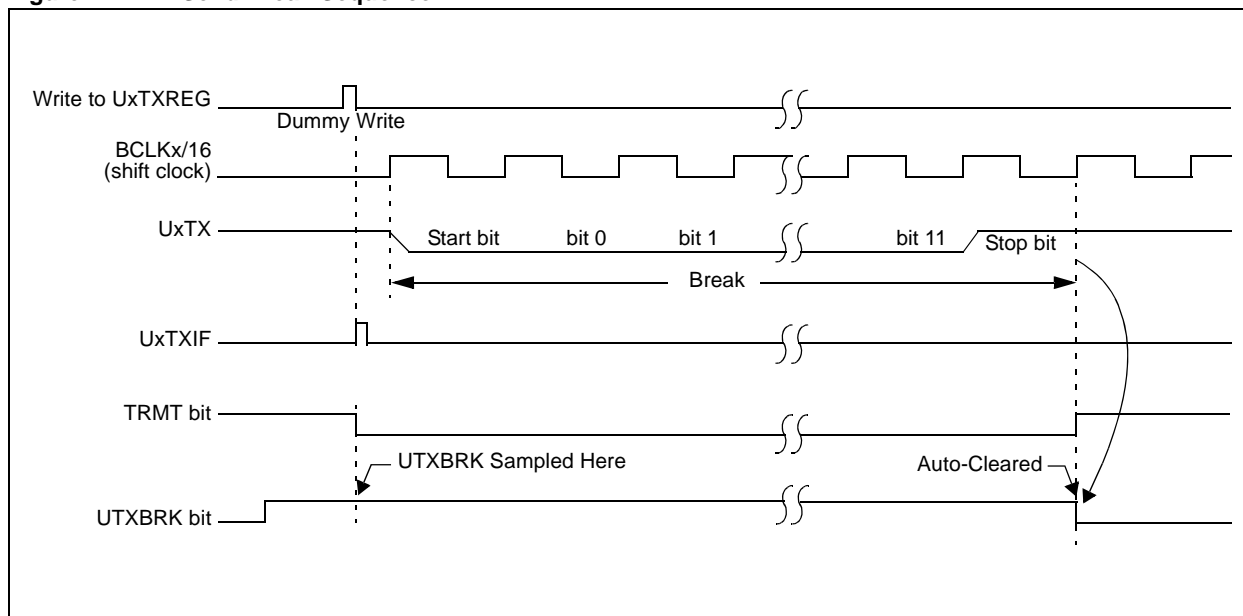 Write to UxTXREG
Dummy Write
BCLKx/16
(shift clock)
UxTX
Start bit
bit 0
bit 1
bit 11
Stop bit
Break
UxTXIF
TRMT bit
UTXBRK Sampled Here
Auto-Cleared
UTXBRK bit